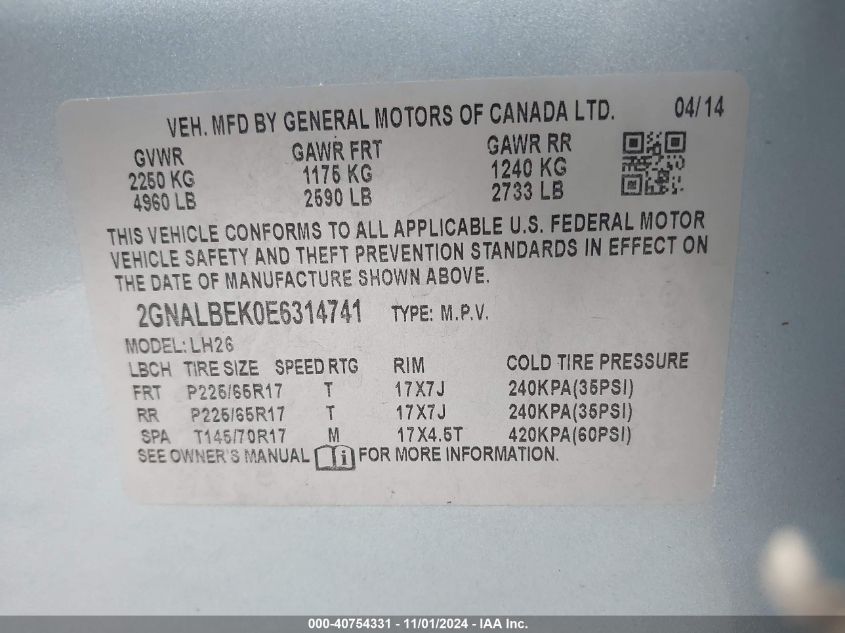 VEH. MFD BY GENERAL MOTORS OF CANADA LTD. 04/14
GVWR GAWR FRT GAWR RR
2250 KG 1175 KG 1240 KG
4960 LB 2590 LB 2733 LB
THIS VEHICLE CONFORMS TO ALL APPLICABLE U.S. FEDERAL MOTOR
VEHICLE SAFETY AND THEFT PREVENTION STANDARDS IN EFFECT ON
THE DATE OF MANUFACTURE SHOWN ABOVE.
2GNALBEK0E6314741 TYPE: M.P.V.
MODEL: LH26
LBCH TIRE SIZE SPEED RTG RIM COLD TIRE PRESSURE
FRT P225/65R17 T 17X7J 240KPA(35PSI)
RR P225/65R17 T 17X7J 240KPA(35PSI)
SPA T145/70R17 M 17X4.5T 420KPA(60PSI)
SEE OWNER'S MANUAL i FOR MORE INFORMATION.
000-40754331 - 11/01/2024 - IAA Inc.